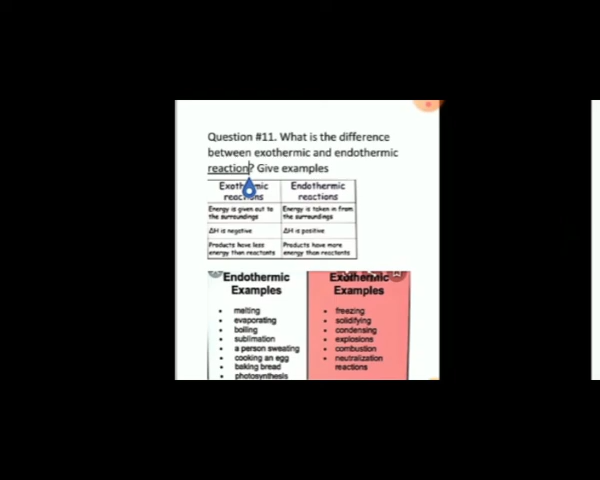 Question #11. What is the difference
between exothermic and endothermic
reaction? Give examples
Exothermic reactions
Endothermic reactions
Energy is given out to the surroundings
Energy is taken in from the surroundings
ΔH is negative
ΔH is positive
Products have less energy than reactants
Products have more energy than reactants
Endothermic
Examples
• melting
• evaporating
• boiling
• sublimation
• a person sweating
• cooking an egg
• baking bread
• photosynthesis
Exothermic
Examples
• freezing
• solidifying
• condensing
• explosions
• combustion
• neutralization
reactions